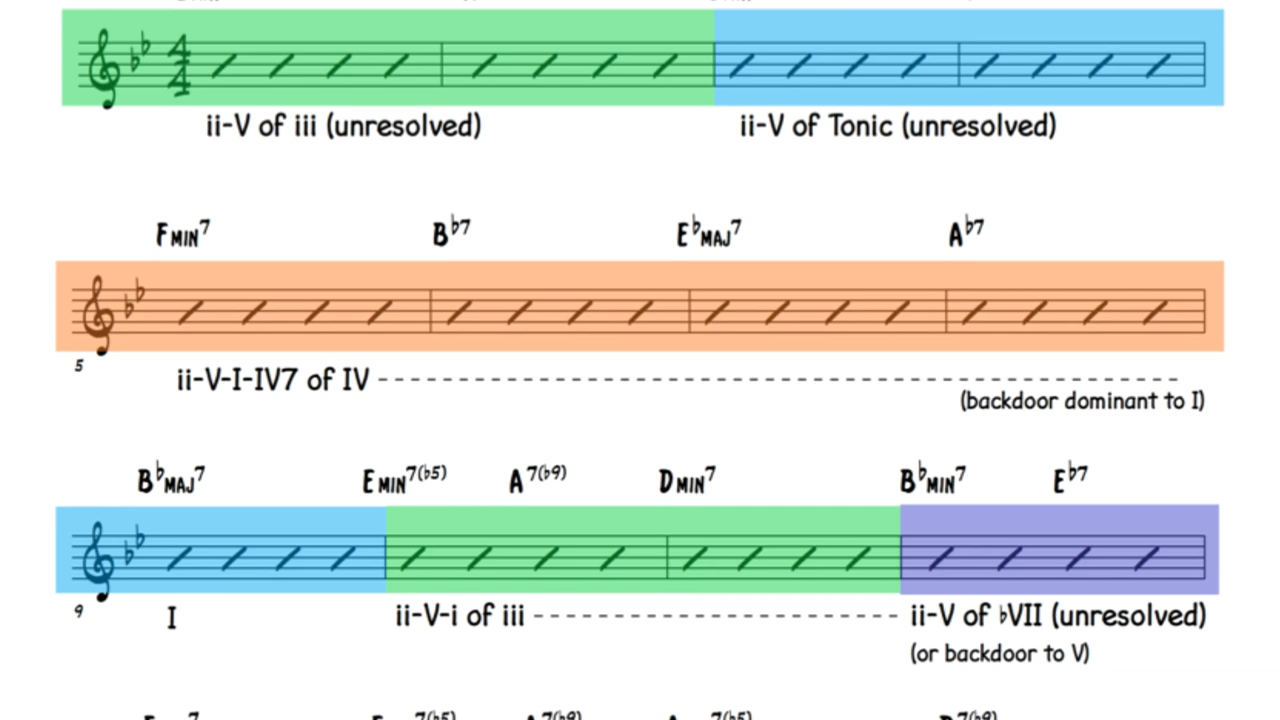 4
4
ii-V of iii (unresolved) ii-V of Tonic (unresolved)
FMIN7 B♭7 E♭MAJ7 A♭7
5
ii-V-I-IV7 of IV
(backdoor dominant to I)
B♭MAJ7 EMIN7(♭5) A7(♭9) DMIN7 B♭MIN7 E♭7
9
I ii-V-i of iii ii-V of ♭VII (unresolved)
(or backdoor to V)